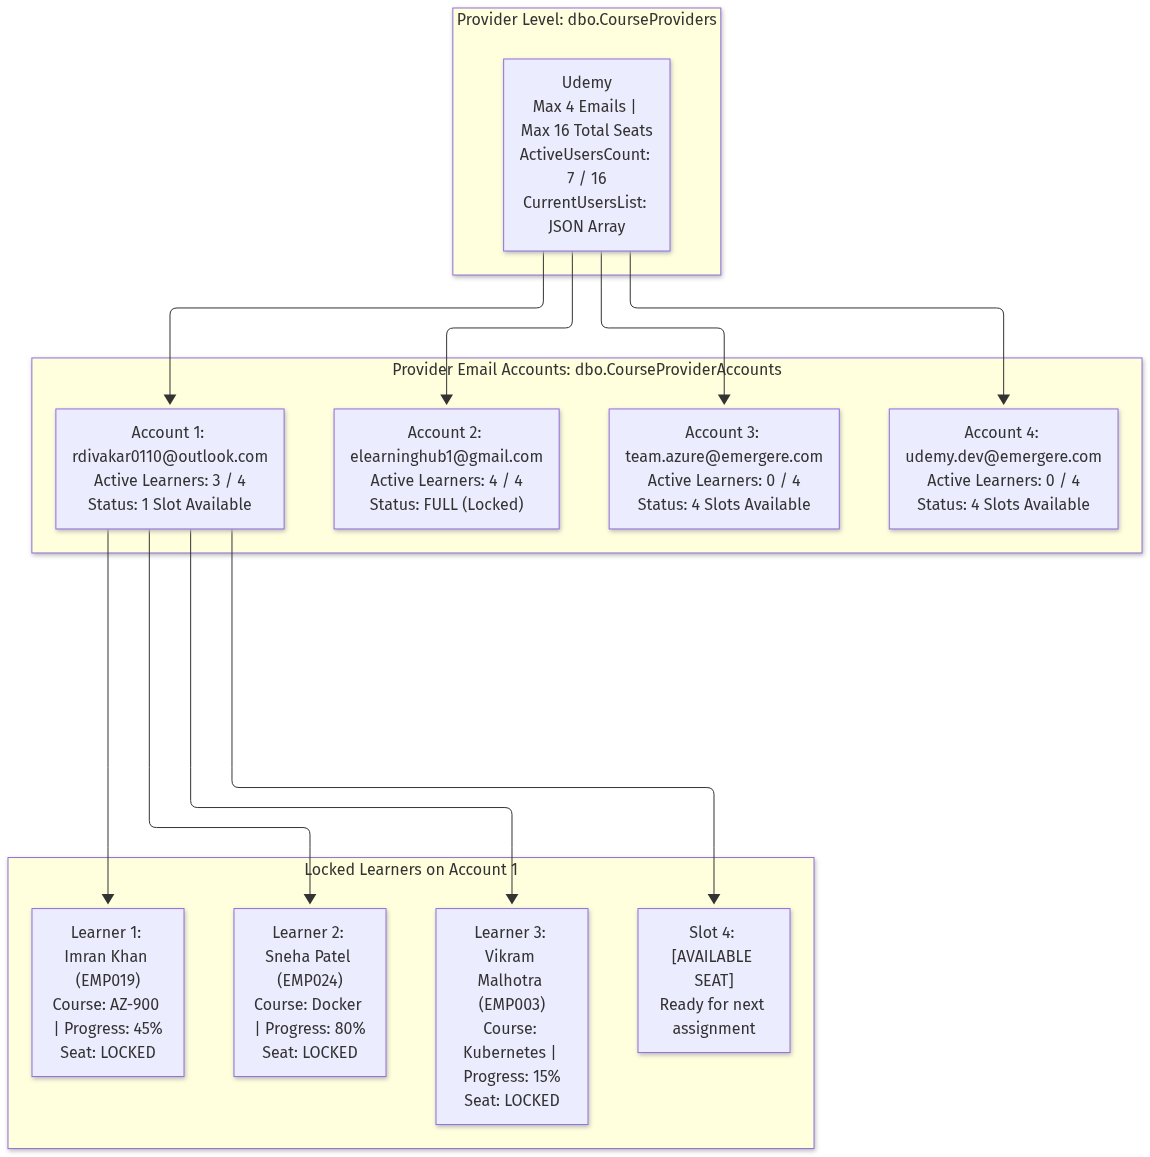 Provider Level: dbo.CourseProviders
Udemy
Max 4 Emails |
Max 16 Total Seats
ActiveUsersCount:
7 / 16
CurrentUsersList:
JSON Array
Provider Email Accounts: dbo.CourseProviderAccounts
Account 1:
rdivakar0110@outlook.com
Active Learners: 3 / 4
Status: 1 Slot Available
Account 2:
elearninghub1@gmail.com
Active Learners: 4 / 4
Status: FULL (Locked)
Account 3:
team.azure@emergere.com
Active Learners: 0 / 4
Status: 4 Slots Available
Account 4:
udemy.dev@emergere.com
Active Learners: 0 / 4
Status: 4 Slots Available
Locked Learners on Account 1
Learner 1:
Imran Khan
(EMP019)
Course: AZ-900
| Progress: 45%
Seat: LOCKED
Learner 2:
Sneha Patel
(EMP024)
Course: Docker
| Progress: 80%
Seat: LOCKED
Learner 3:
Vikram
Malhotra
(EMP003)
Course:
Kubernetes |
Progress: 15%
Seat: LOCKED
Slot 4:
[AVAILABLE
SEAT]
Ready for next
assignment